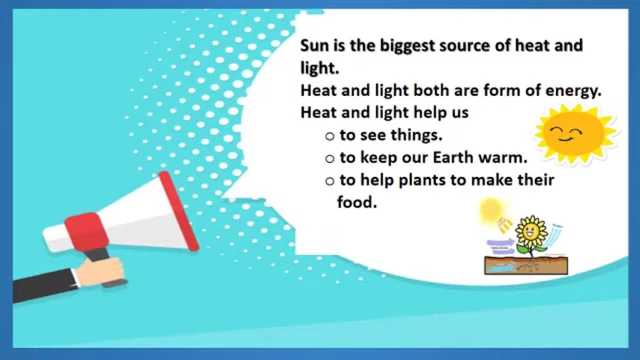 Sun is the biggest source of heat and
light.
Heat and light both are form of energy.
Heat and light help us
o to see things.
o to keep our Earth warm.
o to help plants to make their
food.